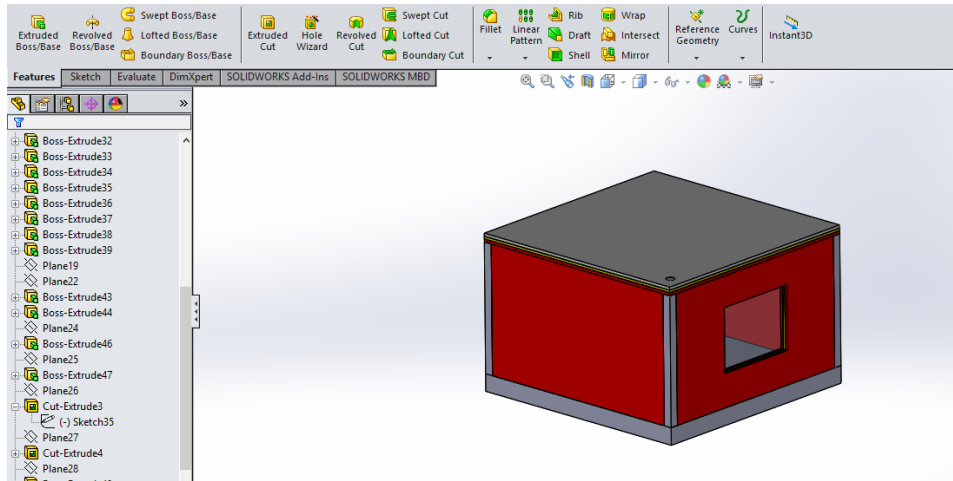 Extruded Boss/Base
Revolved Boss/Base
Swept Boss/Base
Lofted Boss/Base
Boundary Boss/Base
Extruded Cut
Hole Wizard
Revolved Cut
Swept Cut
Lofted Cut
Boundary Cut
Fillet
Linear Pattern
Rib
Draft
Shell
Wrap
Intersect
Mirror
Reference Geometry
Curves
Instant3D
Features
Sketch
Evaluate
DimXpert
SOLIDWORKS Add-Ins
SOLIDWORKS MBD
Boss-Extrude32
Boss-Extrude33
Boss-Extrude34
Boss-Extrude35
Boss-Extrude36
Boss-Extrude37
Boss-Extrude38
Boss-Extrude39
Plane19
Plane22
Boss-Extrude43
Boss-Extrude44
Plane24
Boss-Extrude46
Plane25
Boss-Extrude47
Plane26
Cut-Extrude3
(-) Sketch35
Plane27
Cut-Extrude4
Plane28